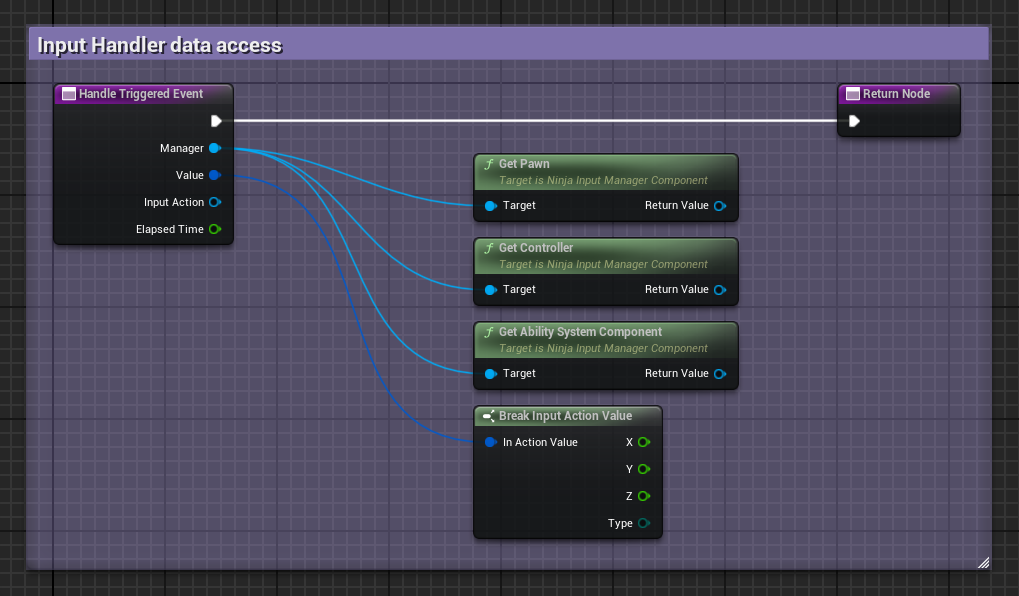 Input Handler data access
Handle Triggered Event
Manager
Value
Input Action
Elapsed Time
Return Node
Get Pawn
Target is Ninja Input Manager Component
Target Return Value
Get Controller
Target is Ninja Input Manager Component
Target Return Value
Get Ability System Component
Target is Ninja Input Manager Component
Target Return Value
Break Input Action Value
In Action Value X
Y
Z
Type